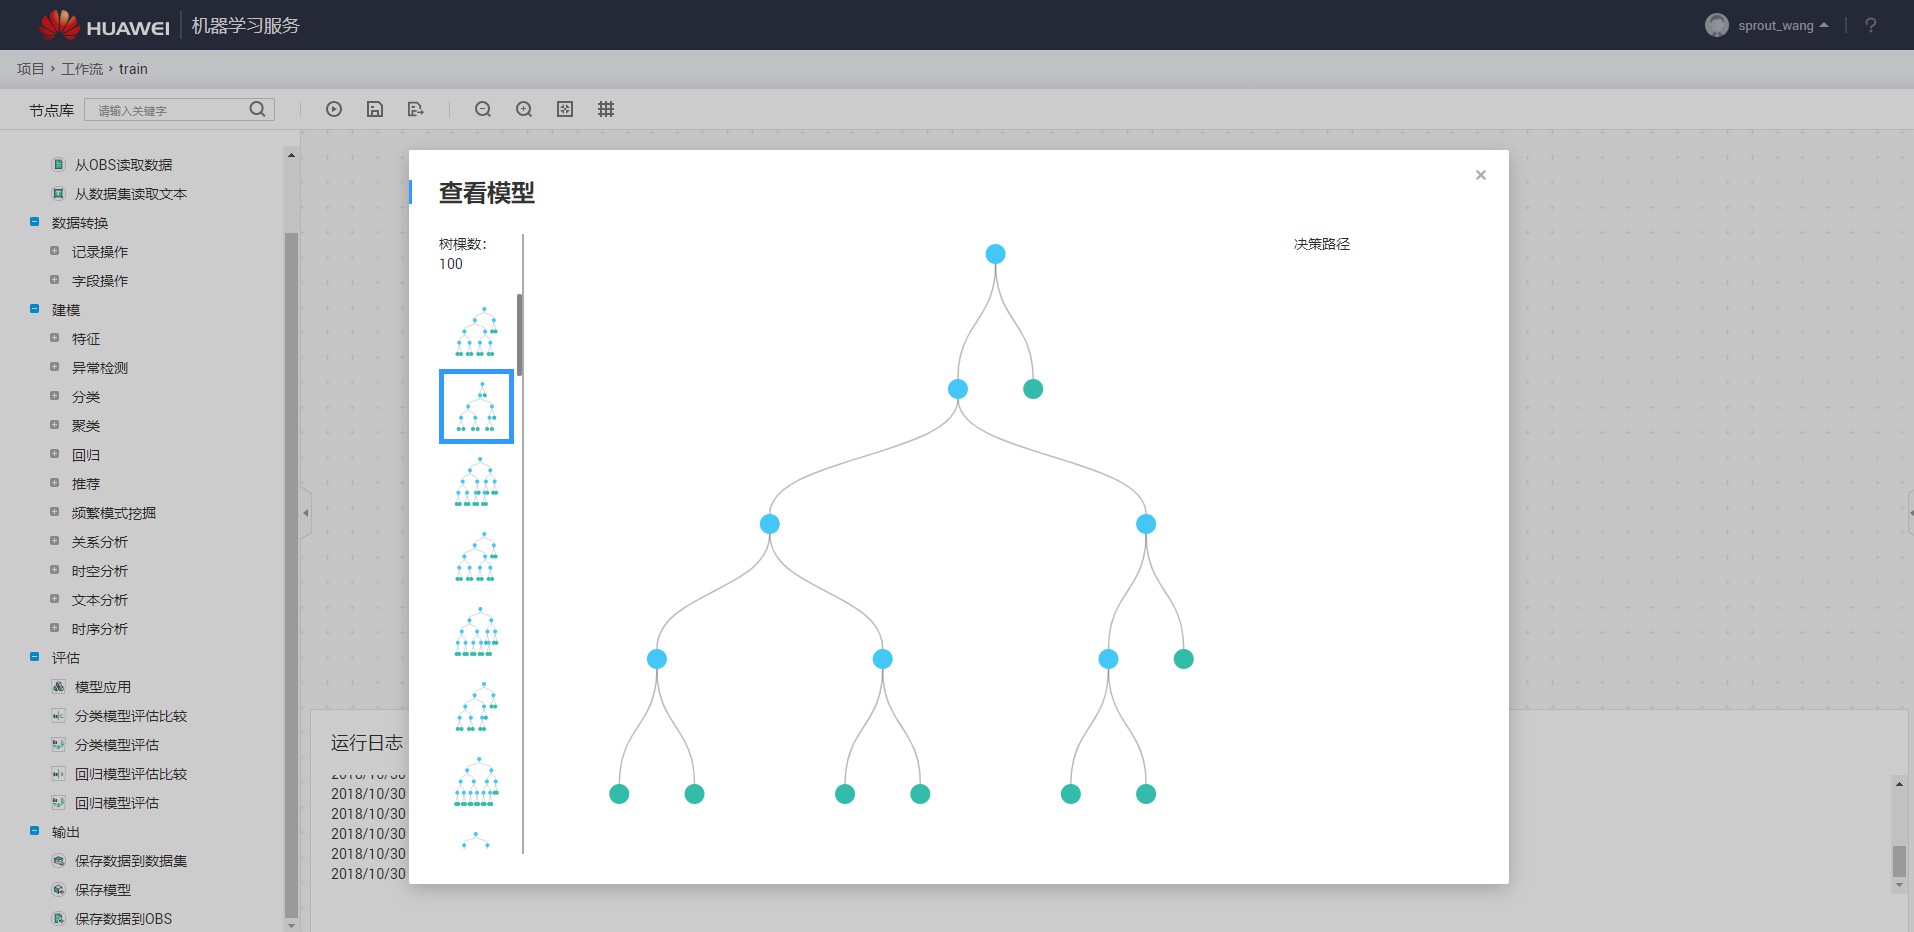 HUAWEI 机器学习服务
sprout_wang
?
项目 › 工作流 › train
节点库
请输入关键字
从OBS读取数据
从数据集读取文本
数据转换
记录操作
字段操作
建模
特征
异常检测
分类
聚类
回归
推荐
频繁模式挖掘
关系分析
时空分析
文本分析
时序分析
评估
模型应用
分类模型评估比较
分类模型评估
回归模型评估比较
回归模型评估
输出
保存数据到数据集
保存模型
保存数据到OBS
查看模型
×
树棵数:
100
决策路径
运行日志
2018/10/30
2018/10/30
2018/10/30
2018/10/30
2018/10/30
2018/10/30